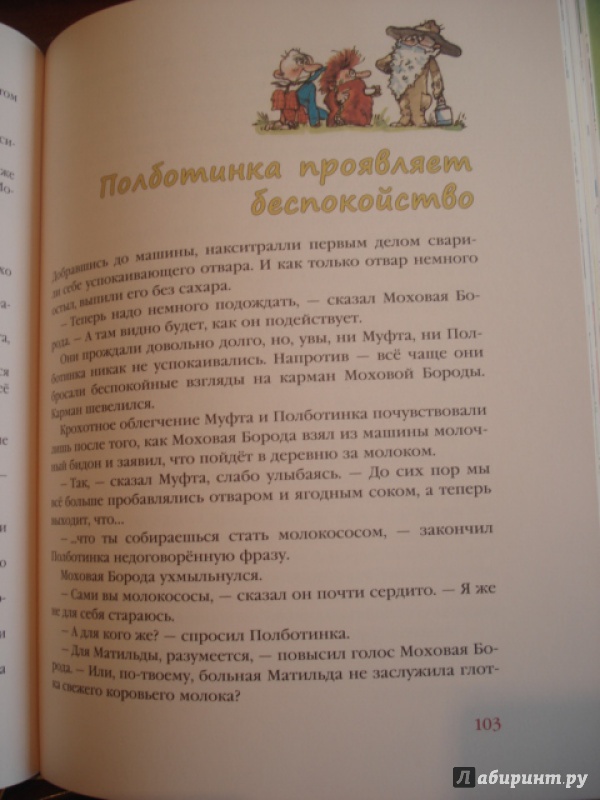 том
си-
же
Мо-
Полботинка проявляет
беспокойство
Добравшись до машины, накситралли первым делом свари-
ли себе успокаивающего отвара. И как только отвар немного
остыл, выпили его без сахара.
– Теперь надо немного подождать, — сказал Моховая Бо-
рода. – А там видно будет, как он подействует.
Они прождали довольно долго, но, увы, ни Муфта, ни Пол-
ботинка никак не успокаивались. Напротив — всё чаще они
бросали беспокойные взгляды на карман Моховой Бороды.
Карман шевелился.
Крохотное облегчение Муфта и Полботинка почувствовали
лишь после того, как Моховая Борода взял из машины молоч-
ный бидон и заявил, что пойдёт в деревню за молоком.
– Так, — сказал Муфта, слабо улыбаясь. — До сих пор мы
всё больше пробавлялись отваром и ягодным соком, а теперь
выходит, что...
– ..что ты собираешься стать молокососом, — закончил
Полботинка недоговорённую фразу.
Моховая Борода ухмыльнулся.
– Сами вы молокососы, — сказал он почти сердито. — Я же
не для себя стараюсь.
– А для кого же? — спросил Полботинка.
– Для Матильды, разумеется, — повысил голос Моховая Бо-
рода. – Или, по-твоему, больная Матильда не заслужила глот-
ка свежего коровьего молока?
103
Лабиринт.ру